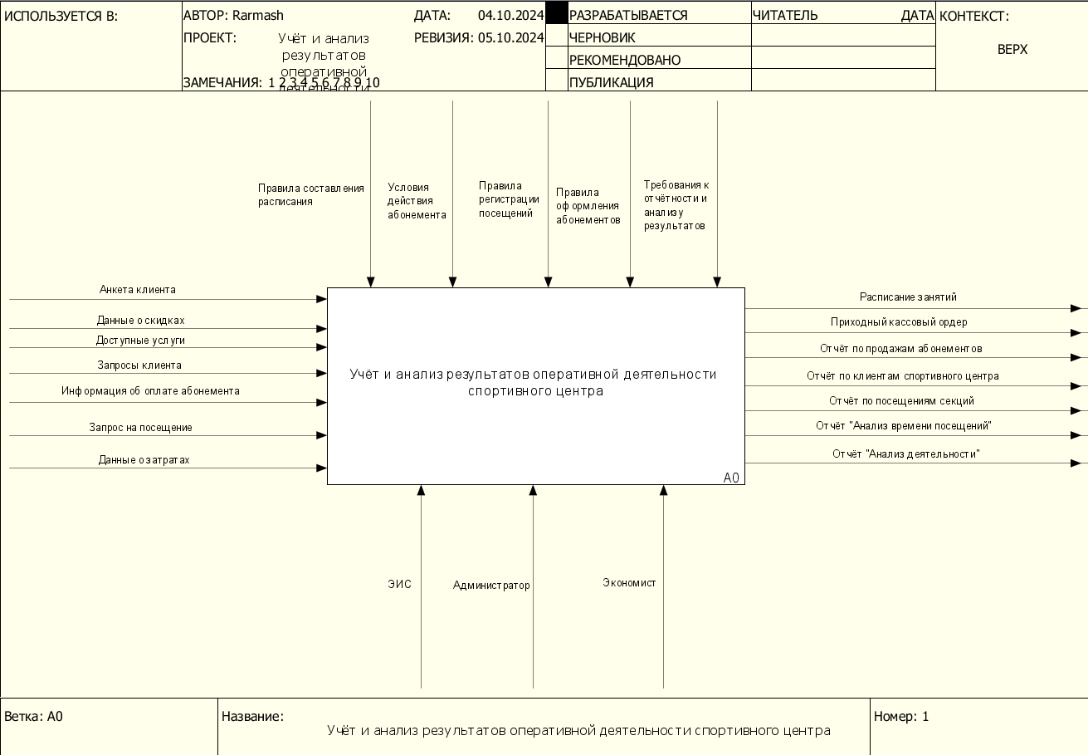 ИСПОЛЬЗУЕТСЯ В:
АВТОР: Rarmash
ДАТА: 04.10.2024
РАЗРАБАТЫВАЕТСЯ
ЧИТАТЕЛЬ
ДАТА
КОНТЕКСТ:
ПРОЕКТ:
Учёт и анализ
результатов
оперативной
деятельности
РЕВИЗИЯ: 05.10.2024
ЧЕРНОВИК
ВЕРХ
РЕКОМЕНДОВАНО
ЗАМЕЧАНИЯ: 1 2 3 4 5 6 7 8 9 10
ПУБЛИКАЦИЯ
Правила составления
расписания
Условия
действия
абонемента
Правила
регистрации
посещений
Правила
оформления
абонементов
Требования к
отчётности и
анализу
результатов
Анкета клиента
Данные о скидках
Доступные услуги
Запросы клиента
Информация об оплате абонемента
Запрос на посещение
Данные о затратах
Учёт и анализ результатов оперативной деятельности
спортивного центра
A0
Расписание занятий
Приходный кассовый ордер
Отчёт по продажам абонементов
Отчёт по клиентам спортивного центра
Отчёт по посещениям секций
Отчёт "Анализ времени посещений"
Отчёт "Анализ деятельности"
ЭИС
Администратор
Экономист
Ветка: A0
Название:
Учёт и анализ результатов оперативной деятельности спортивного центра
Номер: 1